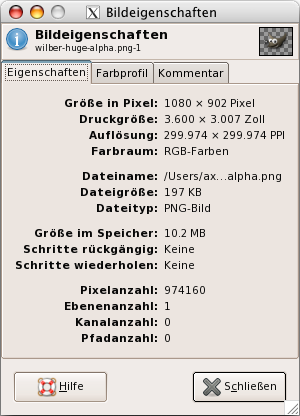 Bildeigenschaften
Bildeigenschaften
wilber-huge-alpha.png-1
Eigenschaften Farbprofil Kommentar
Größe in Pixel: 1080 × 902 Pixel
Druckgröße: 3.600 × 3.007 Zoll
Auflösung: 299.974 × 299.974 PPI
Farbraum: RGB-Farben
Dateiname: /Users/ax...alpha.png
Dateigröße: 197 KB
Dateityp: PNG-Bild
Größe im Speicher: 10.2 MB
Schritte rückgängig: Keine
Schritte wiederholen: Keine
Pixelanzahl: 974160
Ebenenanzahl: 1
Kanalanzahl: 0
Pfadanzahl: 0
Hilfe Schließen